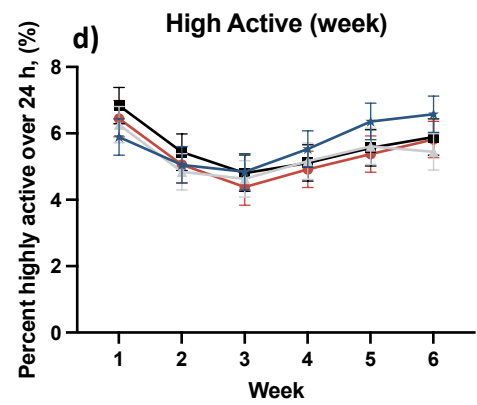 d)
High Active (week)
Percent highly active over 24 h, (%)
8
6
4
2
0
1 2 3 4 5 6
Week